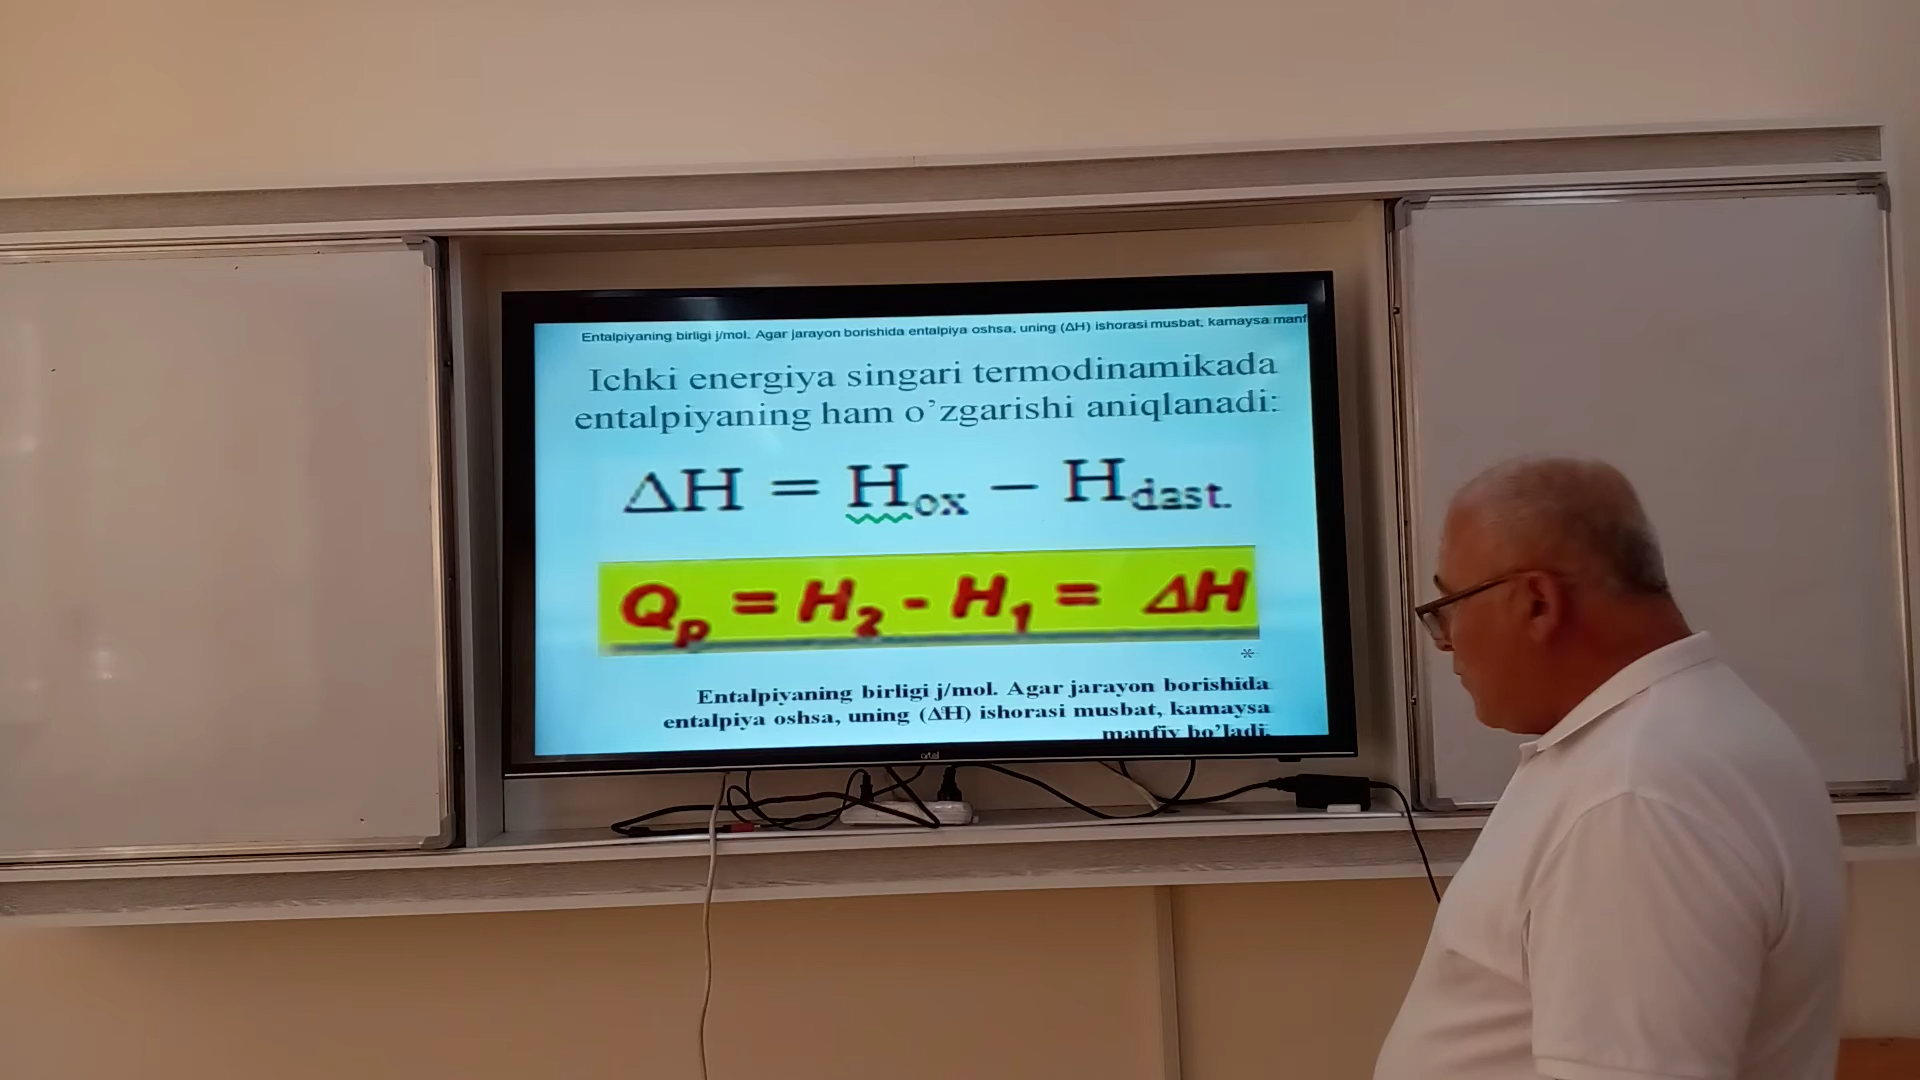 Entalpiyaning birligi j/mol. Agar jarayon borishida entalpiya oshsa, uning (ΔH) ishorasi musbat, kamaysa manf
Ichki energiya singari termodinamikada
entalpiyaning ham o’zgarishi aniqlanadi:
ΔH = Hox – Hdast.
Qp = H2 - H1 = ΔH
*
Entalpiyaning birligi j/mol. Agar jarayon borishida
entalpiya oshsa, uning (ΔH) ishorasi musbat, kamaysa
manfiy bo’ladi.
artel